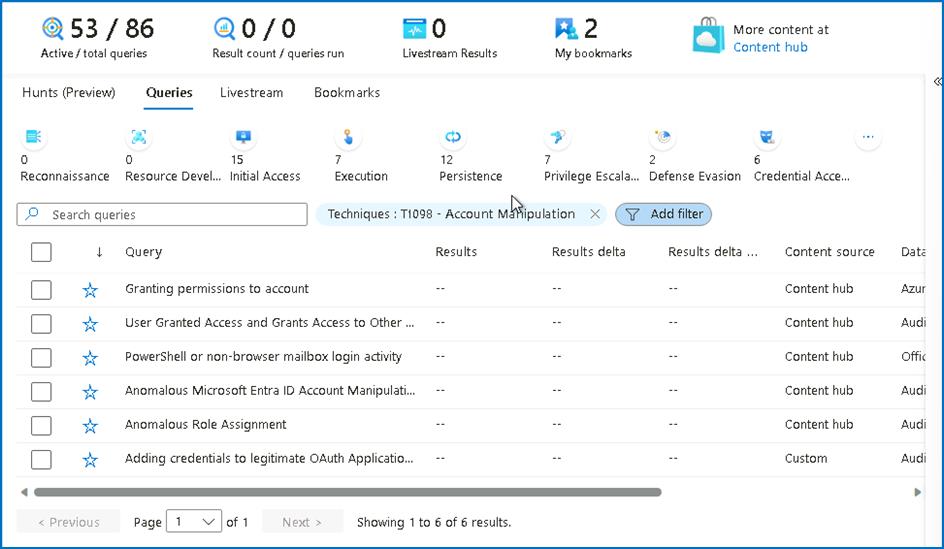 53 / 86
Active / total queries
0 / 0
Result count / queries run
0
Livestream Results
2
My bookmarks
More content at
Content hub
Hunts (Preview) Queries Livestream Bookmarks
0
Reconnaissance
0
Resource Devel...
15
Initial Access
7
Execution
12
Persistence
7
Privilege Escala...
2
Defense Evasion
6
Credential Acce...
Search queries Techniques : T1098 - Account Manipulation Add filter
Query Results Results delta Results delta ... Content source Data
Granting permissions to account -- -- -- Content hub Azur
User Granted Access and Grants Access to Other ... -- -- -- Content hub Audi
PowerShell or non-browser mailbox login activity -- -- -- Content hub Offic
Anomalous Microsoft Entra ID Account Manipulati... -- -- -- Content hub Audi
Anomalous Role Assignment -- -- -- Content hub Audi
Adding credentials to legitimate OAuth Applicatio... -- -- -- Custom Audi
< Previous Page 1 of 1 Next > Showing 1 to 6 of 6 results.